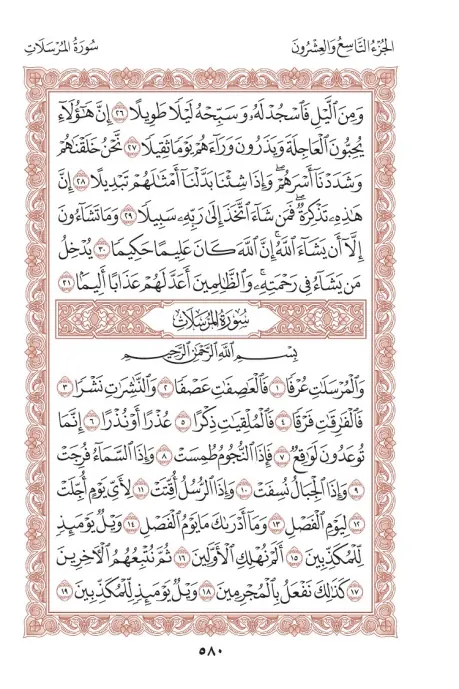 الجزء التاسع والعشرون
سورة المرسلات
وَمِنَ ٱلَّيۡلِ فَٱسۡجُدۡ لَهُۥ وَسَبِّحۡهُ لَيۡلٗا طَوِيلًا ٢٦ إِنَّ هَٰٓؤُلَآءِ
يُحِبُّونَ ٱلۡعَاجِلَةَ وَيَذَرُونَ وَرَآءَهُمۡ يَوۡمٗا ثَقِيلٗا ٢٧ نَّحۡنُ خَلَقۡنَٰهُمۡ
وَشَدَدۡنَآ أَسۡرَهُمۡۖ وَإِذَا شِئۡنَا بَدَّلۡنَآ أَمۡثَٰلَهُمۡ تَبۡدِيلًا ٢٨ إِنَّ
هَٰذِهِۦ تَذۡكِرَةٞۖ فَمَن شَآءَ ٱتَّخَذَ إِلَىٰ رَبِّهِۦ سَبِيلٗا ٢٩ وَمَا تَشَآءُونَ
إِلَّآ أَن يَشَآءَ ٱللَّهُۚ إِنَّ ٱللَّهَ كَانَ عَلِيمًا حَكِيمٗا ٣٠ يُدۡخِلُ
مَن يَشَآءُ فِي رَحۡمَتِهِۦۚ وَٱلظَّٰلِمِينَ أَعَدَّ لَهُمۡ عَذَابًا أَلِيمَۢا ٣١
سورة المرسلات
بِسۡمِ ٱللَّهِ ٱلرَّحۡمَٰنِ ٱلرَّحِيمِ
وَٱلۡمُرۡسَلَٰتِ عُرۡفٗا ١ فَٱلۡعَٰصِفَٰتِ عَصۡفٗا ٢ وَٱلنَّٰشِرَٰتِ نَشۡرٗا ٣
فَٱلۡفَٰرِقَٰتِ فَرۡقٗا ٤ فَٱلۡمُلۡقِيَٰتِ ذِكۡرًا ٥ عُذۡرًا أَوۡ نُذۡرًا ٦ إِنَّمَا
تُوعَدُونَ لَوَٰقِعٞ ٧ فَإِذَا ٱلنُّجُومُ طُمِسَتۡ ٨ وَإِذَا ٱلسَّمَآءُ فُرِجَتۡ
٩ وَإِذَا ٱلۡجِبَالُ نُسِفَتۡ ١٠ وَإِذَا ٱلرُّسُلُ أُقِّتَتۡ ١١ لِأَيِّ يَوۡمٍ أُجِّلَتۡ
١٢ لِيَوۡمِ ٱلۡفَصۡلِ ١٣ وَمَآ أَدۡرَىٰكَ مَا يَوۡمُ ٱلۡفَصۡلِ ١٤ وَيۡلٞ يَوۡمَئِذٖ
لِّلۡمُكَذِّبِينَ ١٥ أَلَمۡ نُهۡلِكِ ٱلۡأَوَّلِينَ ١٦ ثُمَّ نُتۡبِعُهُمُ ٱلۡأٓخِرِينَ
١٧ كَذَٰلِكَ نَفۡعَلُ بِٱلۡمُجۡرِمِينَ ١٨ وَيۡلٞ يَوۡمَئِذٖ لِّلۡمُكَذِّبِينَ ١٩
٥٨٠